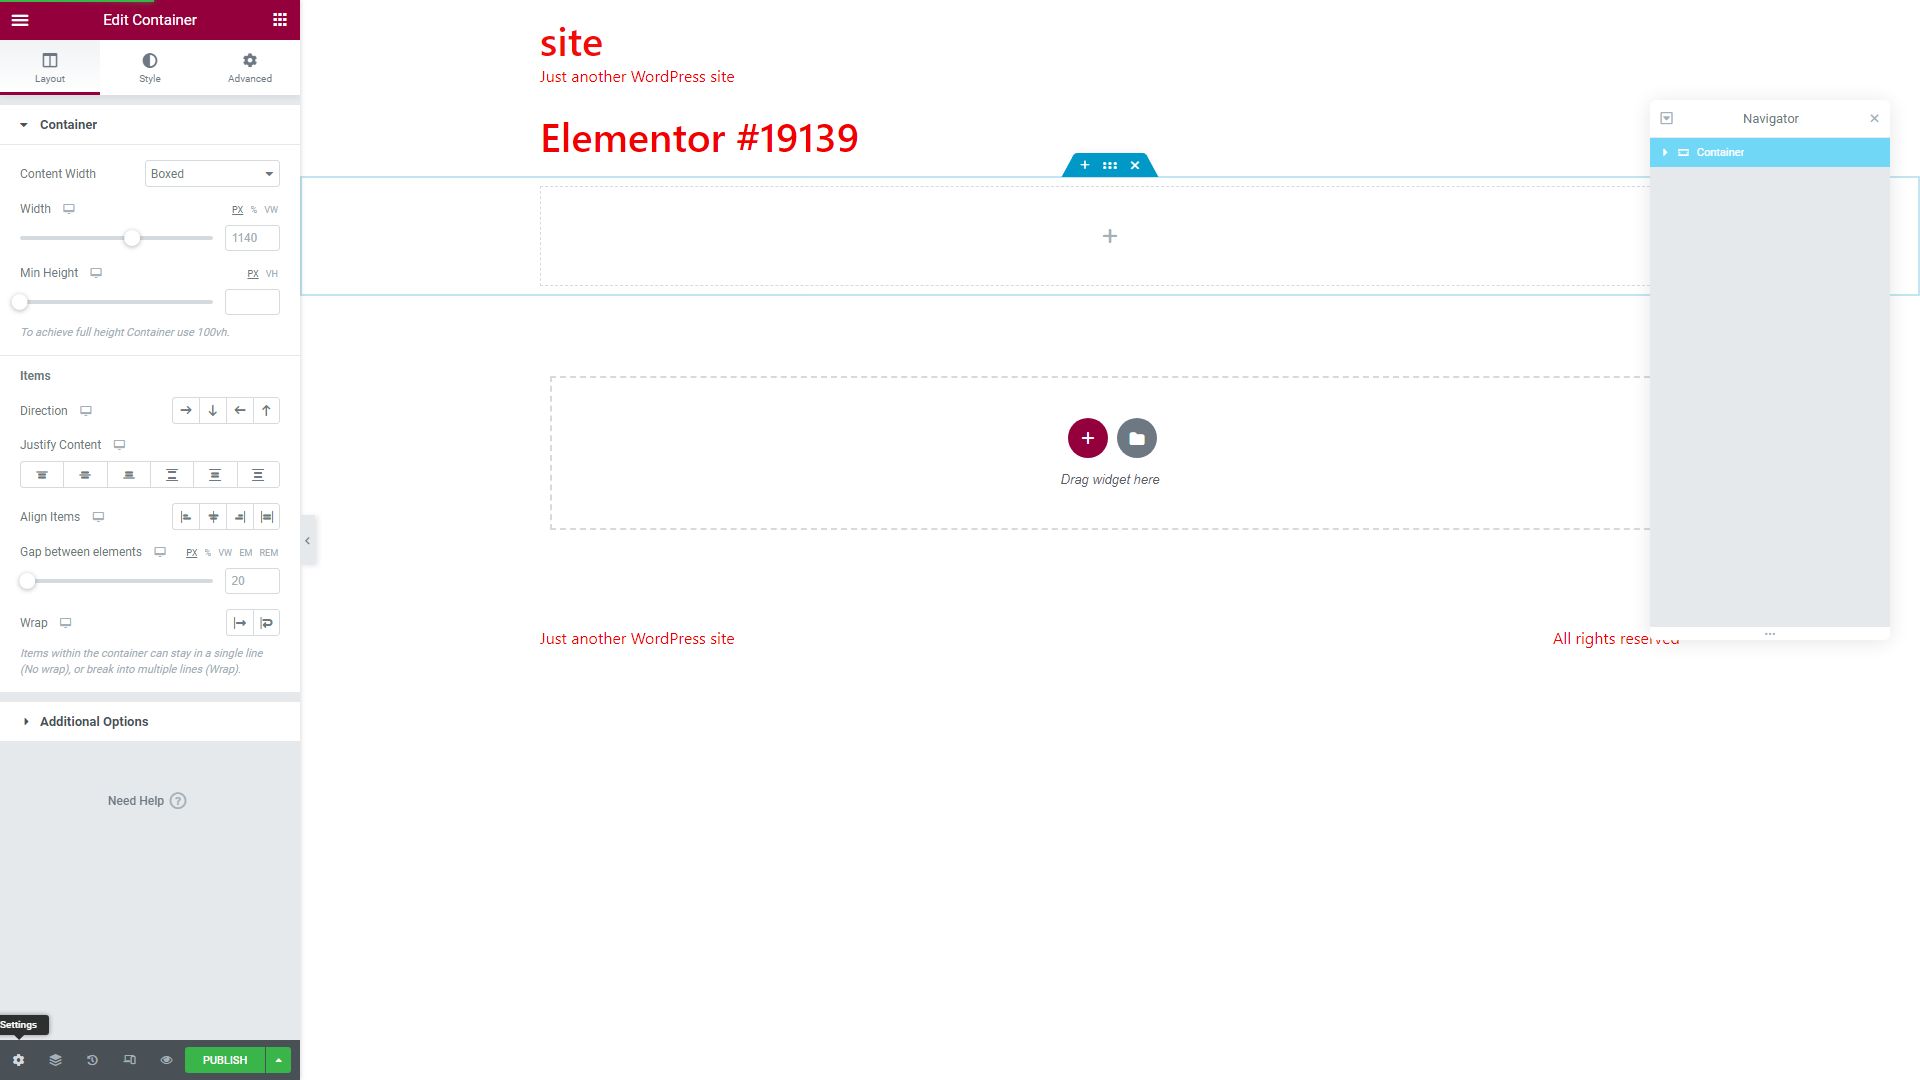 Edit Container
Layout
Style
Advanced
Container
Content Width
Boxed
Width
PX % VW
1140
Min Height
PX VH
To achieve full height Container use 100vh.
Items
Direction
Justify Content
Align Items
Gap between elements
PX % VW EM REM
20
Wrap
Items within the container can stay in a single line
(No wrap), or break into multiple lines (Wrap).
Additional Options
Need Help ?
Settings
PUBLISH
site
Just another WordPress site
Elementor #19139
Drag widget here
Just another WordPress site
All rights reserved
Navigator
Container